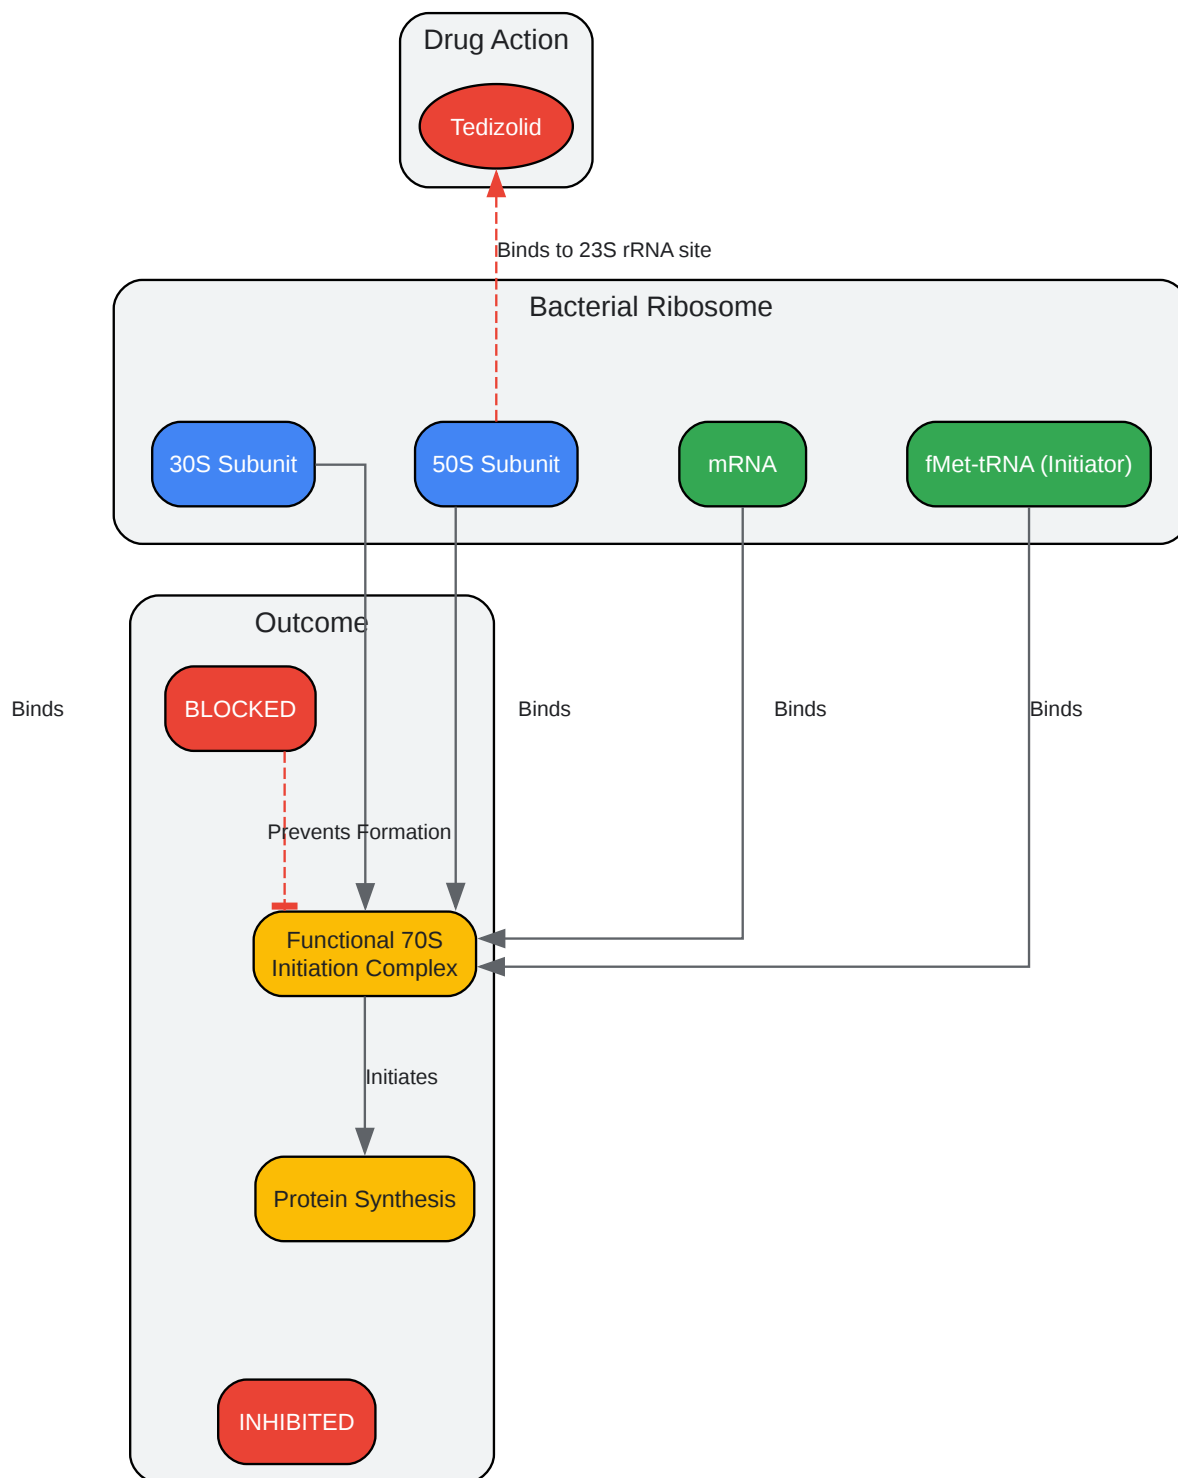 Drug Action
Tedizolid
Binds to 23S rRNA site
Bacterial Ribosome
30S Subunit
50S Subunit
mRNA
fMet-tRNA (Initiator)
Outcome
Binds
BLOCKED
Binds
Binds
Binds
Prevents Formation
Functional 70S
Initiation Complex
Initiates
Protein Synthesis
INHIBITED